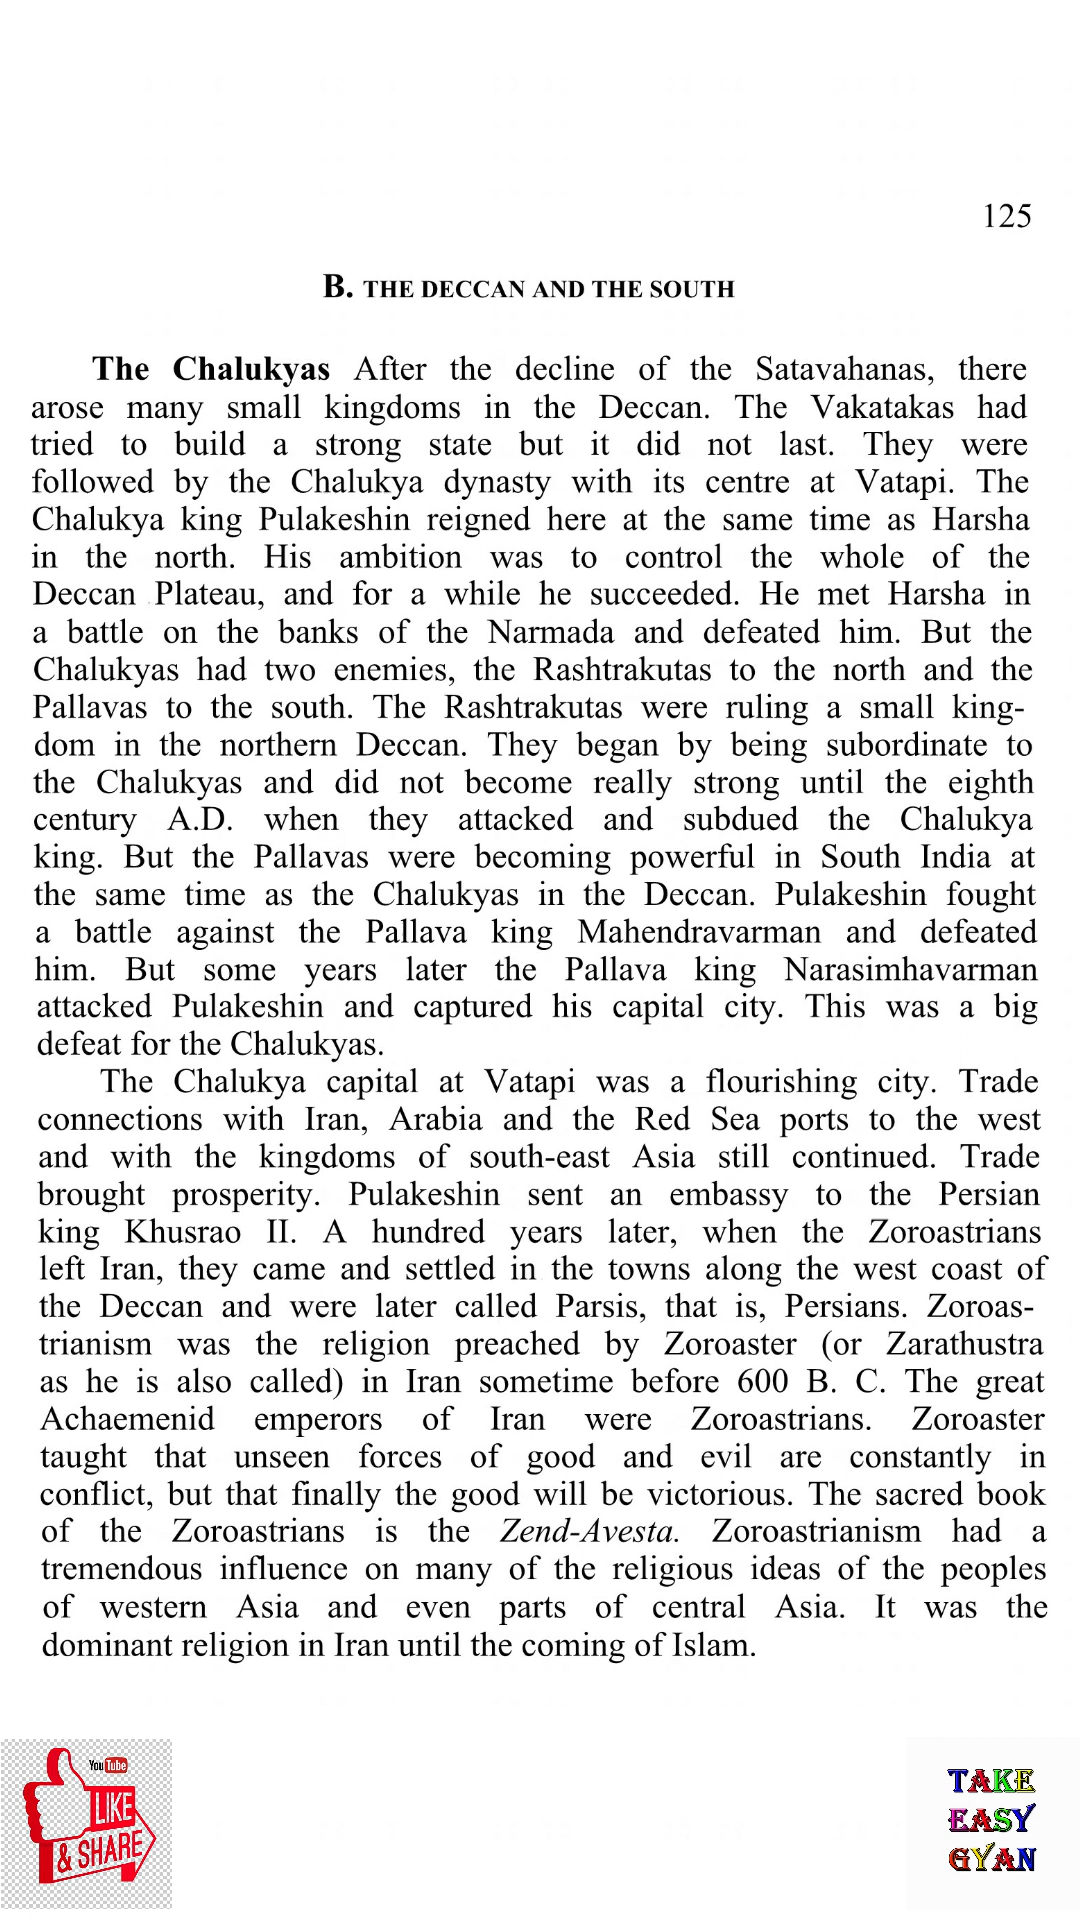 125
B. THE DECCAN AND THE SOUTH
The Chalukyas After the decline of the Satavahanas, there
arose many small kingdoms in the Deccan. The Vakatakas had
tried to build a strong state but it did not last. They were
followed by the Chalukya dynasty with its centre at Vatapi. The
Chalukya king Pulakeshin reigned here at the same time as Harsha
in the north. His ambition was to control the whole of the
Deccan Plateau, and for a while he succeeded. He met Harsha in
a battle on the banks of the Narmada and defeated him. But the
Chalukyas had two enemies, the Rashtrakutas to the north and the
Pallavas to the south. The Rashtrakutas were ruling a small king-
dom in the northern Deccan. They began by being subordinate to
the Chalukyas and did not become really strong until the eighth
century A.D. when they attacked and subdued the Chalukya
king. But the Pallavas were becoming powerful in South India at
the same time as the Chalukyas in the Deccan. Pulakeshin fought
a battle against the Pallava king Mahendravarman and defeated
him. But some years later the Pallava king Narasimhavarman
attacked Pulakeshin and captured his capital city. This was a big
defeat for the Chalukyas.
The Chalukya capital at Vatapi was a flourishing city. Trade
connections with Iran, Arabia and the Red Sea ports to the west
and with the kingdoms of south-east Asia still continued. Trade
brought prosperity. Pulakeshin sent an embassy to the Persian
king Khusrao II. A hundred years later, when the Zoroastrians
left Iran, they came and settled in the towns along the west coast of
the Deccan and were later called Parsis, that is, Persians. Zoroas-
trianism was the religion preached by Zoroaster (or Zarathustra
as he is also called) in Iran sometime before 600 B. C. The great
Achaemenid emperors of Iran were Zoroastrians. Zoroaster
taught that unseen forces of good and evil are constantly in
conflict, but that finally the good will be victorious. The sacred book
of the Zoroastrians is the Zend-Avesta. Zoroastrianism had a
tremendous influence on many of the religious ideas of the peoples
of western Asia and even parts of central Asia. It was the
dominant religion in Iran until the coming of Islam.
YouTube
LIKE
& SHARE
TAKE
EASY
GYAN